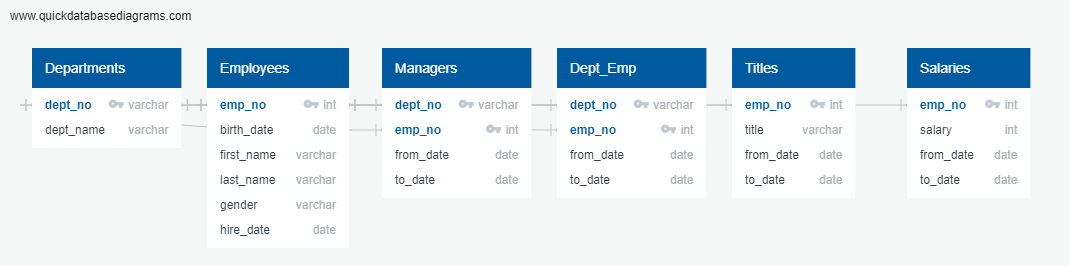 www.quickdatabasediagrams.com
Departments
dept_no varchar
dept_name varchar
Employees
emp_no int
birth_date date
first_name varchar
last_name varchar
gender varchar
hire_date date
Managers
dept_no varchar
emp_no int
from_date date
to_date date
Dept_Emp
dept_no varchar
emp_no int
from_date date
to_date date
Titles
emp_no int
title varchar
from_date date
to_date date
Salaries
emp_no int
salary int
from_date date
to_date date